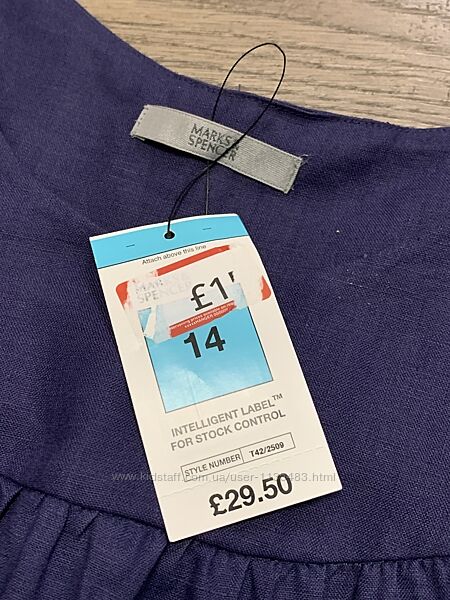 MARKS &
SPENCER
Attach above this line
MARKS &
SPENCER
£1
14
INTELLIGENT LABEL™
FOR STOCK CONTROL
STYLE NUMBER T42/2509
£29.50